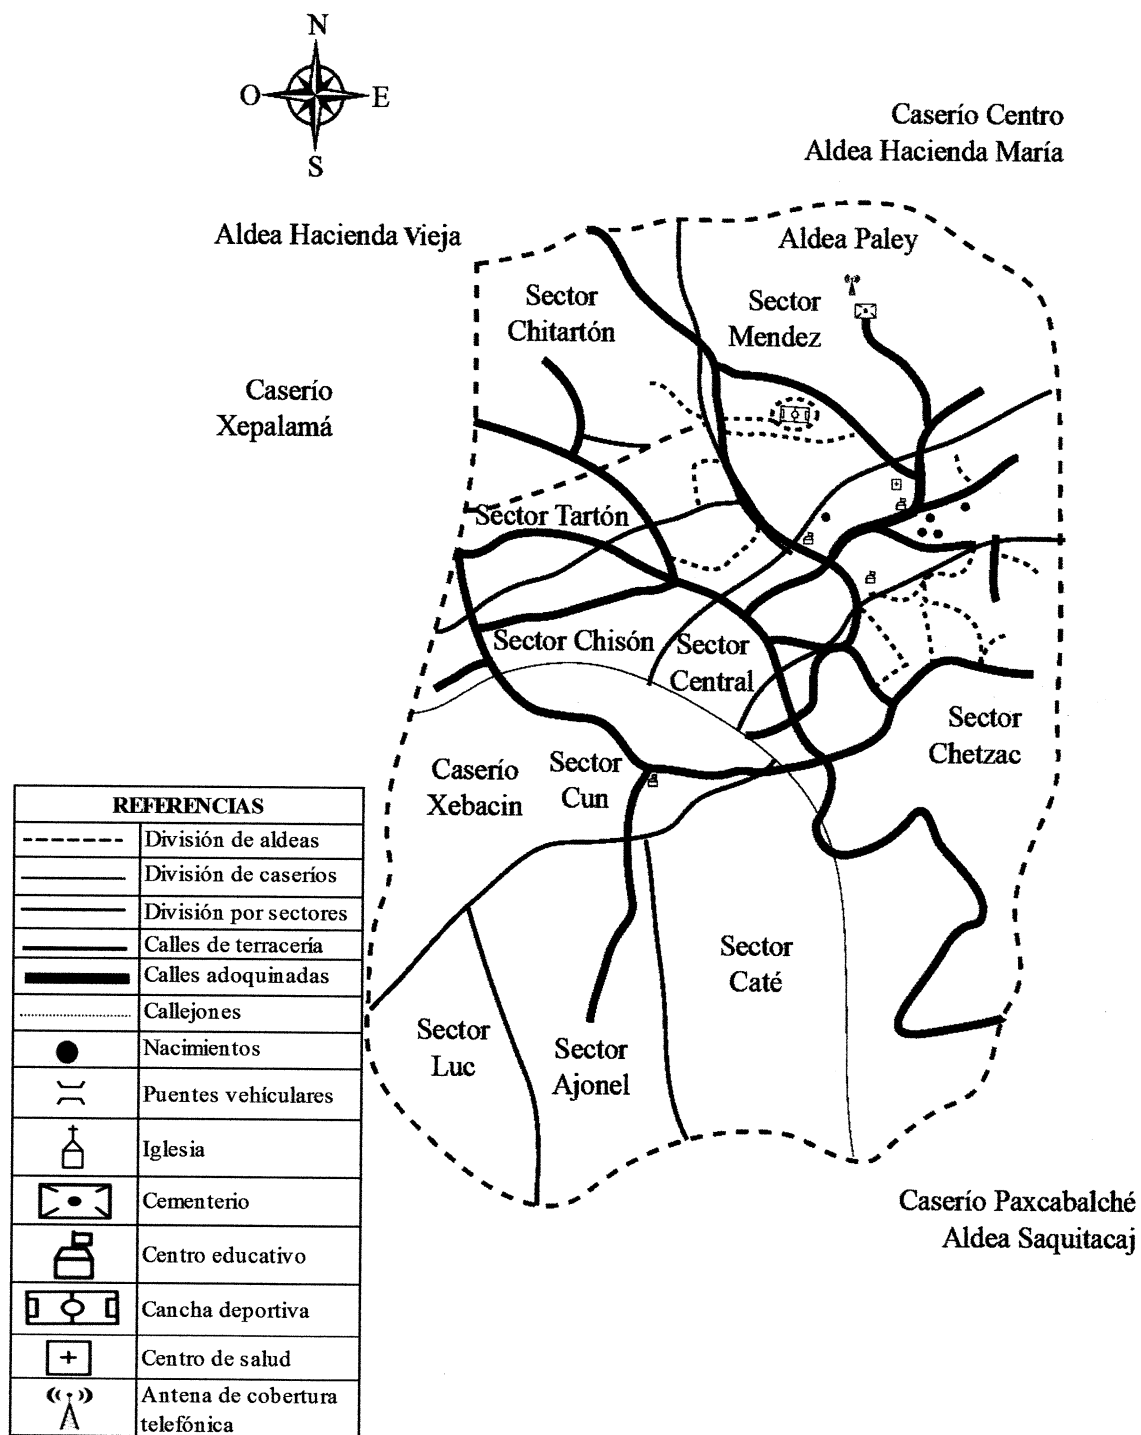 N
O
E
S
Caserío Centro
Aldea Hacienda María
Aldea Hacienda Vieja
Aldea Paley
Sector
Chitartón
Sector
Mendez
Caserío
Xepalamá
Sector Tartón
Sector Chisón
Sector
Central
Sector
Chetzac
Caserío
Xebacin
Sector
Cun
Sector
Caté
Sector
Luc
Sector
Ajonel
Caserío Paxcabalché
Aldea Saquitacaj
REFERENCIAS
División de aldeas
División de caseríos
División por sectores
Calles de terracería
Calles adoquinadas
Callejones
Nacimientos
Puentes vehículares
Iglesia
Cementerio
Centro educativo
Cancha deportiva
Centro de salud
Antena de cobertura
telefónica